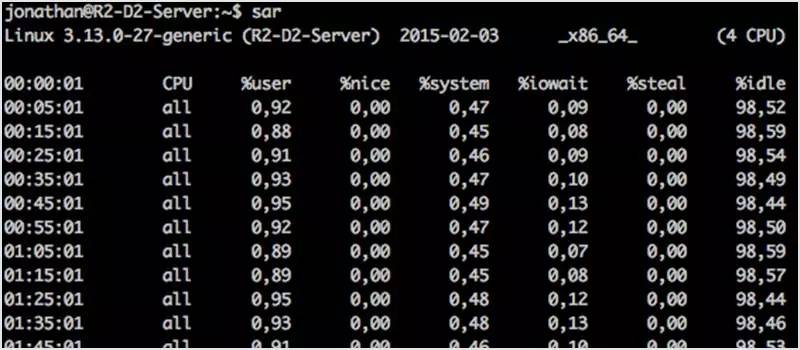 jonathan@R2-D2-Server:~$ sar
Linux 3.13.0-27-generic (R2-D2-Server) 2015-02-03 _x86_64_ (4 CPU)
00:00:01 CPU %user %nice %system %iowait %steal %idle
00:05:01 all 0,92 0,00 0,47 0,09 0,00 98,52
00:15:01 all 0,88 0,00 0,45 0,08 0,00 98,59
00:25:01 all 0,91 0,00 0,46 0,09 0,00 98,54
00:35:01 all 0,93 0,00 0,47 0,10 0,00 98,49
00:45:01 all 0,95 0,00 0,49 0,13 0,00 98,44
00:55:01 all 0,92 0,00 0,47 0,12 0,00 98,50
01:05:01 all 0,89 0,00 0,45 0,07 0,00 98,59
01:15:01 all 0,89 0,00 0,45 0,08 0,00 98,57
01:25:01 all 0,95 0,00 0,48 0,12 0,00 98,44
01:35:01 all 0,93 0,00 0,48 0,13 0,00 98,46
01:45:01 all 0,91 0,00 0,46 0,10 0,00 98,53